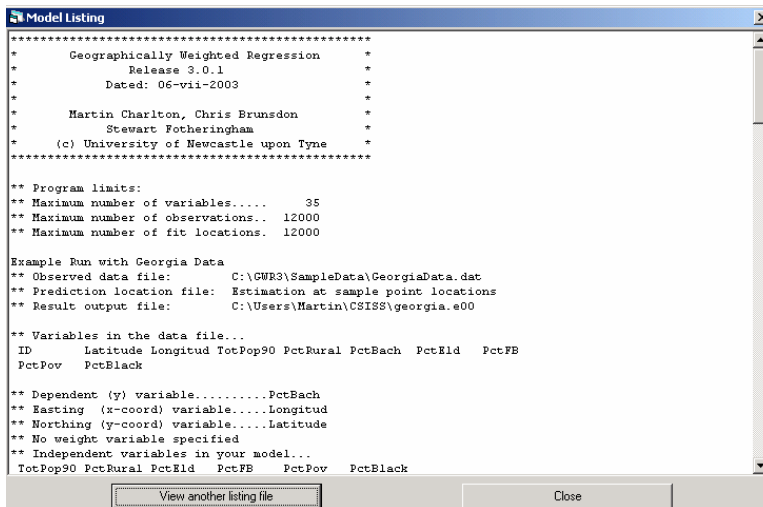 Model Listing
*************************************************
*       Geographically Weighted Regression      *
*               Release 3.0.1                   *
*            Dated: 06-vii-2003                 *
*                                               *
*       Martin Charlton, Chris Brunsdon         *
*            Stewart Fotheringham               *
*     (c) University of Newcastle upon Tyne     *
*************************************************
** Program limits:
** Maximum number of variables.....     35
** Maximum number of observations..  12000
** Maximum number of fit locations.  12000
Example Run with Georgia Data
** Observed data file:        C:\GWR3\SampleData\GeorgiaData.dat
** Prediction location file:  Estimation at sample point locations
** Result output file:        C:\Users\Martin\CSISS\georgia.e00
** Variables in the data file...
ID       Latitude Longitud TotPop90 PctRural PctBach  PctEld   PctFB
PctPov   PctBlack
** Dependent (y) variable..........PctBach
** Easting  (x-coord) variable.....Longitud
** Northing (y-coord) variable.....Latitude
** No weight variable specified
** Independent variables in your model...
TotPop90 PctRural PctEld   PctFB    PctPov   PctBlack
View another listing file
Close